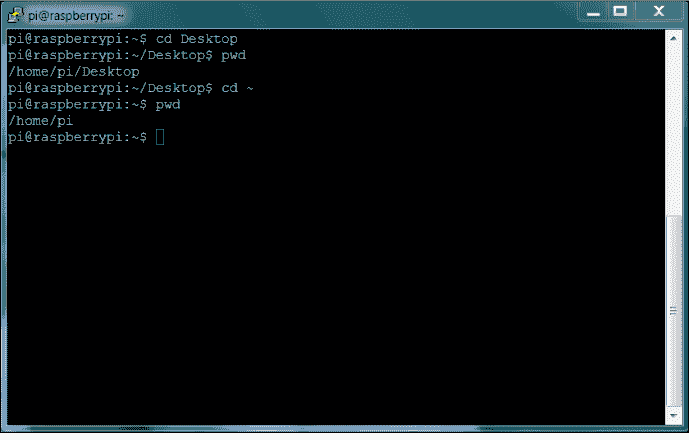 pi@raspberrypi: ~
pi@raspberrypi:~$ cd Desktop
pi@raspberrypi:~/Desktop$ pwd
/home/pi/Desktop
pi@raspberrypi:~/Desktop$ cd ~
pi@raspberrypi:~$ pwd
/home/pi
pi@raspberrypi:~$